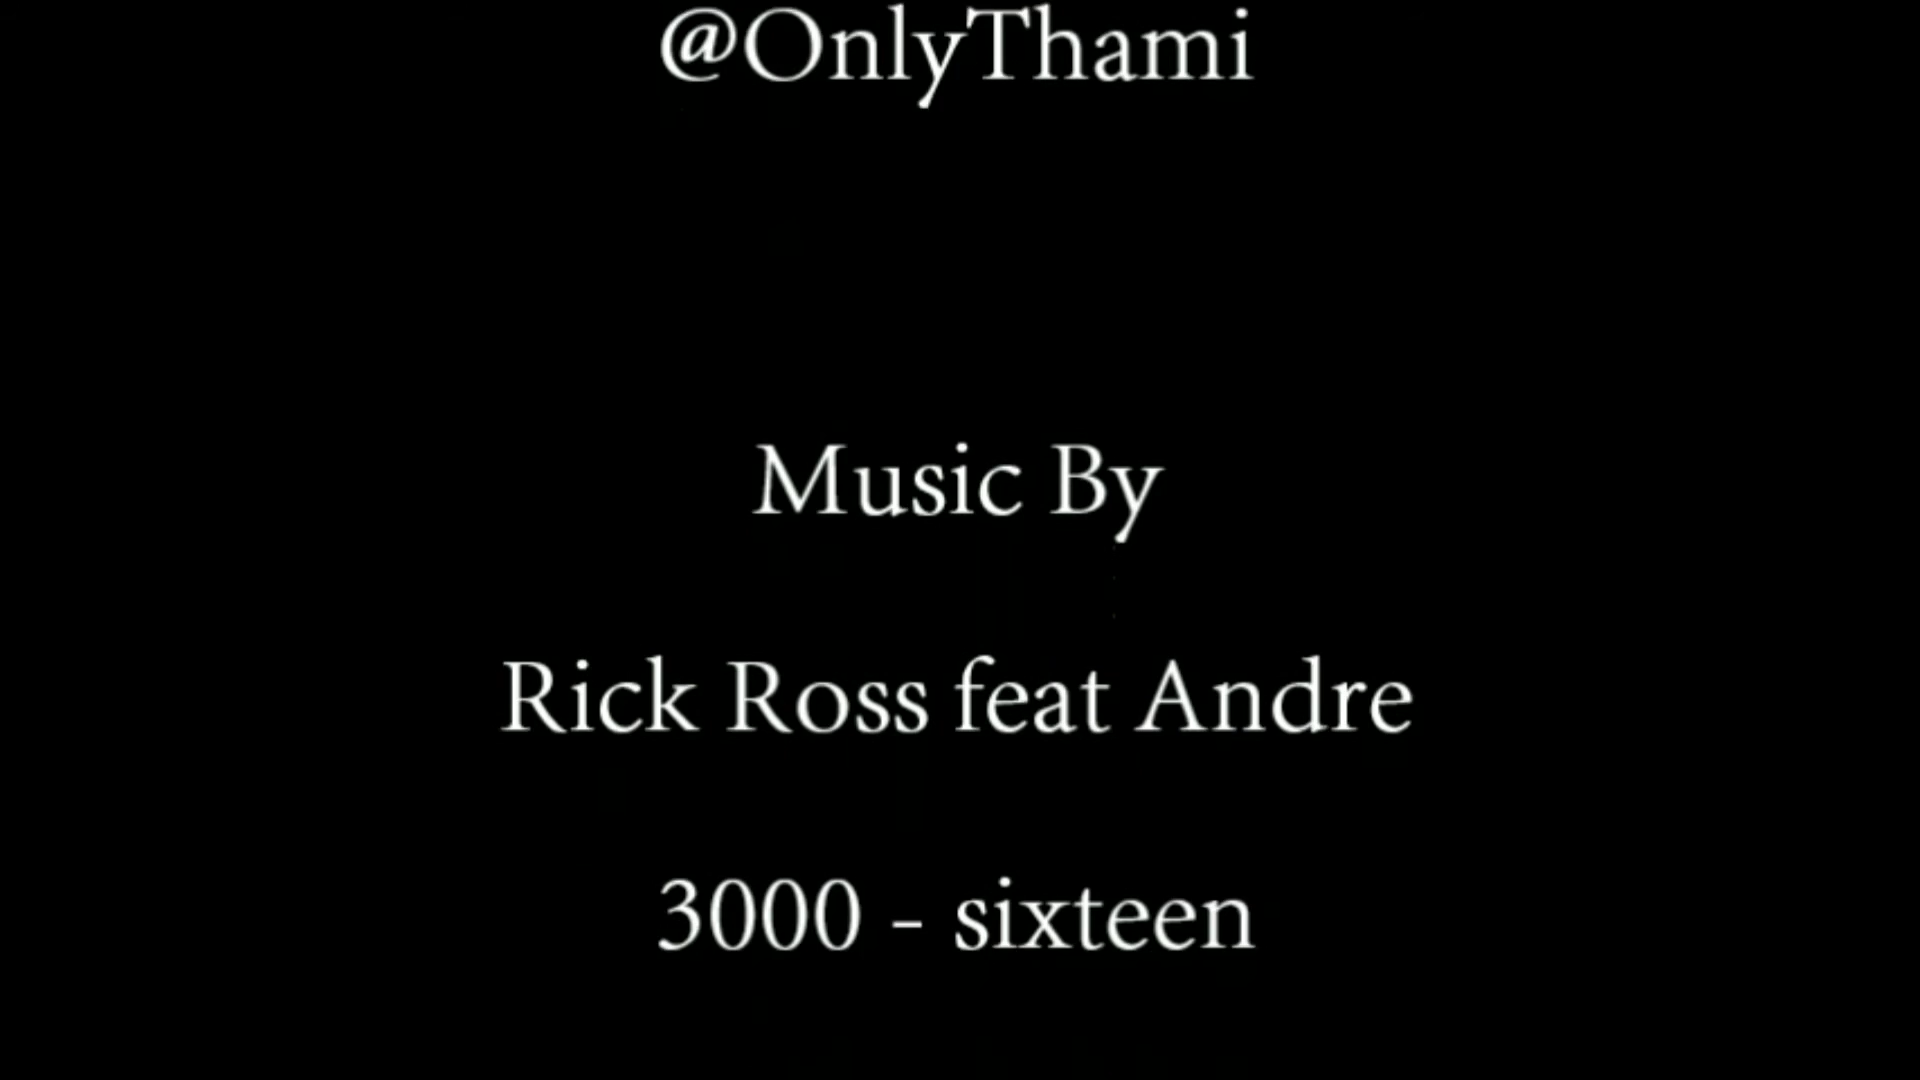 @OnlyThami
Music By
Rick Ross feat Andre
3000 - sixteen